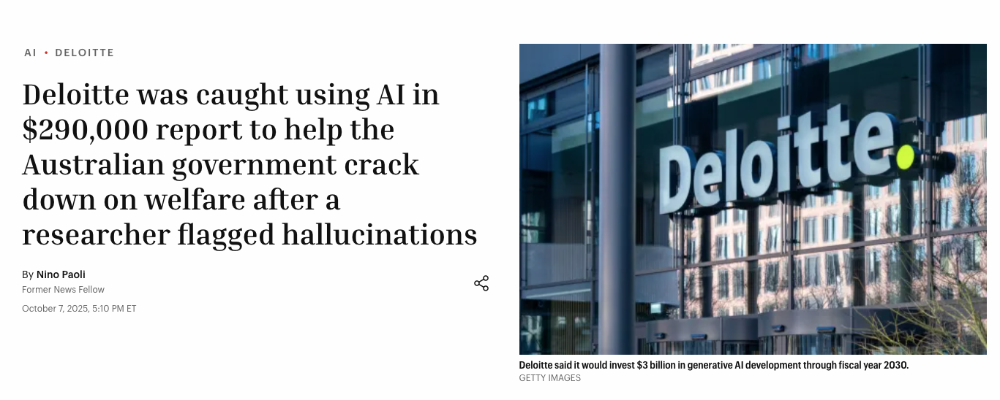 AI • DELOITTE
Deloitte was caught using AI in
$290,000 report to help the
Australian government crack
down on welfare after a
researcher flagged hallucinations
By Nino Paoli
Former News Fellow
October 7, 2025, 5:10 PM ET
Deloitte.
Deloitte said it would invest $3 billion in generative AI development through fiscal year 2030.
GETTY IMAGES